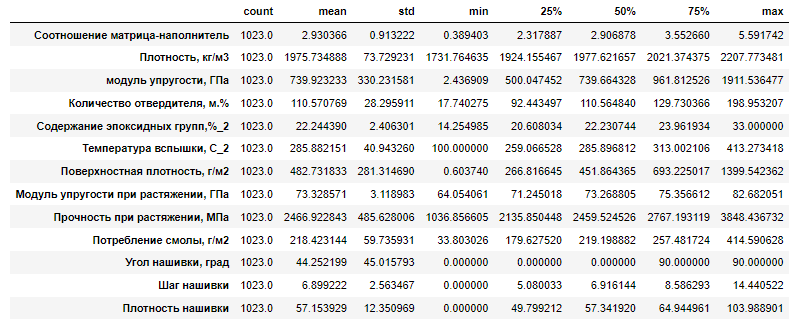 count mean std min 25% 50% 75% max
Соотношение матрица-наполнитель 1023.0 2.930366 0.913222 0.389403 2.317887 2.906878 3.552660 5.591742
Плотность, кг/м3 1023.0 1975.734888 73.729231 1731.764635 1924.155467 1977.621657 2021.374375 2207.773481
модуль упругости, ГПа 1023.0 739.923233 330.231581 2.436909 500.047452 739.664328 961.812526 1911.536477
Количество отвердителя, м.% 1023.0 110.570769 28.295911 17.740275 92.443497 110.564840 129.730366 198.953207
Содержание эпоксидных групп,%_2 1023.0 22.244390 2.406301 14.254985 20.608034 22.230744 23.961934 33.000000
Температура вспышки, С_2 1023.0 285.882151 40.943260 100.000000 259.066528 285.896812 313.002106 413.273418
Поверхностная плотность, г/м2 1023.0 482.731833 281.314690 0.603740 266.816645 451.864365 693.225017 1399.542362
Модуль упругости при растяжении, ГПа 1023.0 73.328571 3.118983 64.054061 71.245018 73.268805 75.356612 82.682051
Прочность при растяжении, МПа 1023.0 2466.922843 485.628006 1036.856605 2135.850448 2459.524526 2767.193119 3848.436732
Потребление смолы, г/м2 1023.0 218.423144 59.735931 33.803026 179.627520 219.198882 257.481724 414.590628
Угол нашивки, град 1023.0 44.252199 45.015793 0.000000 0.000000 0.000000 90.000000 90.000000
Шаг нашивки 1023.0 6.899222 2.563467 0.000000 5.080033 6.916144 8.586293 14.440522
Плотность нашивки 1023.0 57.153929 12.350969 0.000000 49.799212 57.341920 64.944961 103.988901